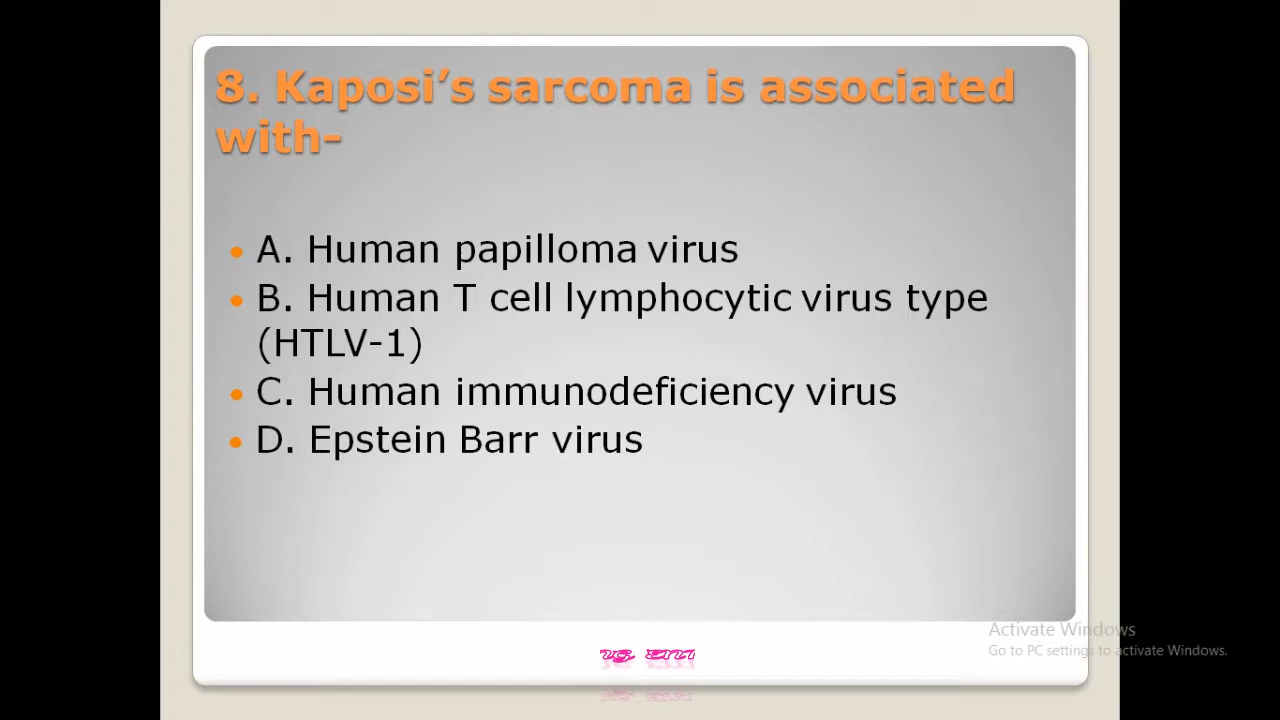 8. Kaposi’s sarcoma is associated
with-
• A. Human papilloma virus
• B. Human T cell lymphocytic virus type
(HTLV-1)
• C. Human immunodeficiency virus
• D. Epstein Barr virus
Activate Windows
Go to PC settings to activate Windows.